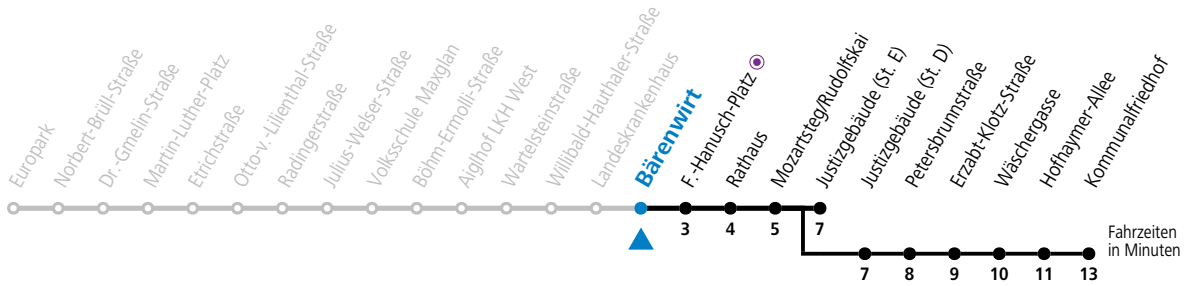 Europark
Norbert-Brüll-Straße
Dr.-Gmelin-Straße
Martin-Luther-Platz
Etrichstraße
Otto-v.-Lilienthal-Straße
Radingerstraße
Julius-Welser-Straße
Volksschule Maxglan
Böhm-Ermolli-Straße
Aiglhof LKH West
Wartelsteinstraße
Willibald-Hauthaler-Straße
Landeskrankenhaus
Bärenwirt
F.-Hanusch-Platz
Rathaus
Mozartsteg/Rudolfskai
Justizgebäude (St. E)
Justizgebäude (St. D)
Petersbrunnstraße
Erzabt-Klotz-Straße
Wäschergasse
Hofhaymer-Allee
Kommunalfriedhof
3 4 5 7
Fahrzeiten
in Minuten
7 8 9 10 11 13